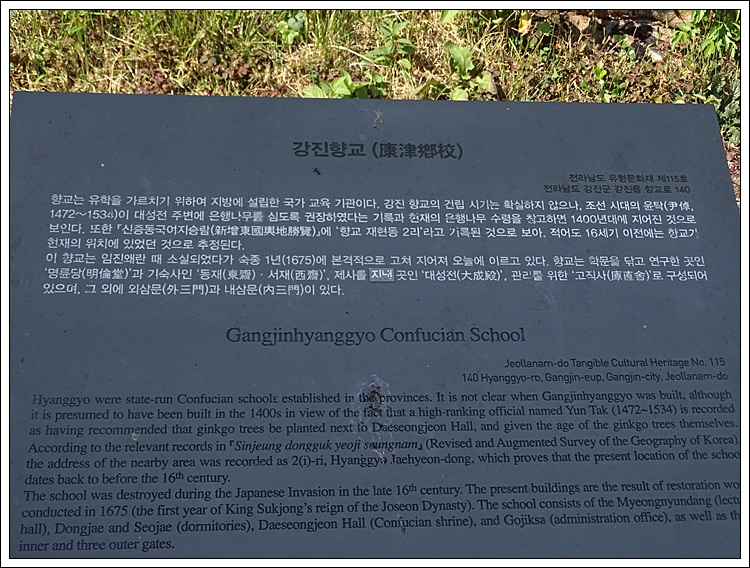 강진향교 (康津鄕校)
전라남도 유형문화재 제115호
전라남도 강진군 강진읍 향교로 140
향교는 유학을 가르치기 위하여 지방에 설립한 국가 교육 기관이다. 강진 향교의 건립 시기는 확실하지 않으나, 조선 시대의 윤탁(尹倬,
1472~1534)이 대성전 주변에 은행나무를 심도록 권장하였다는 기록과 현재의 은행나무 수령을 참고하면 1400년대에 지어진 것으로
보인다. 또한 『신증동국여지승람(新增東國輿地勝覽)』에 '향교 재현동 2리'라고 기록된 것으로 보아, 적어도 16세기 이전에는 향교가
현재의 위치에 있었던 것으로 추정된다.
이 향교는 임진왜란 때 소실되었다가 숙종 1년(1675)에 본격적으로 고쳐 지어져 오늘에 이르고 있다. 향교는 학문을 닦고 연구한 곳인
'명륜당(明倫堂)'과 기숙사인 '동재(東齋)·서재(西齋)', 제사를 지낸 곳인 '대성전(大成殿)', 관리를 위한 '고직사(庫直舍)'로 구성되어
있으며, 그 외에 외삼문(外三門)과 내삼문(內三門)이 있다.
Gangjinhyanggyo Confucian School
Jeollanam-do Tangible Cultural Heritage No. 115
140 Hyanggyo-ro, Gangjin-eup, Gangjin-city, Jeollanam-do
Hyanggyo were state-run Confucian schools established in the provinces. It is not clear when Gangjinhyanggyo was built, although
it is presumed to have been built in the 1400s in view of the fact that a high-ranking official named Yun Tak (1472~1534) is recorded
as having recommended that ginkgo trees be planted next to Daeseongjeon Hall, and given the age of the ginkgo trees themselves.
According to the relevant records in 『Sinjeung dongguk yeoji seungnam』 (Revised and Augmented Survey of the Geography of Korea),
the address of the nearby area was recorded as 2(i)-ri, Hyanggyo Jaehyeon-dong, which proves that the present location of the schoo
dates back to before the 16th century.
The school was destroyed during the Japanese Invasion in the late 16th century. The present buildings are the result of restoration wo
conducted in 1675 (the first year of King Sukjong's reign of the Joseon Dynasty). The school consists of the Myeongnyundang (lectu
hall), Dongjae and Seojae (dormitories), Daeseongjeon Hall (Confucian shrine), and Gojiksa (administration office), as well as th
inner and three outer gates.